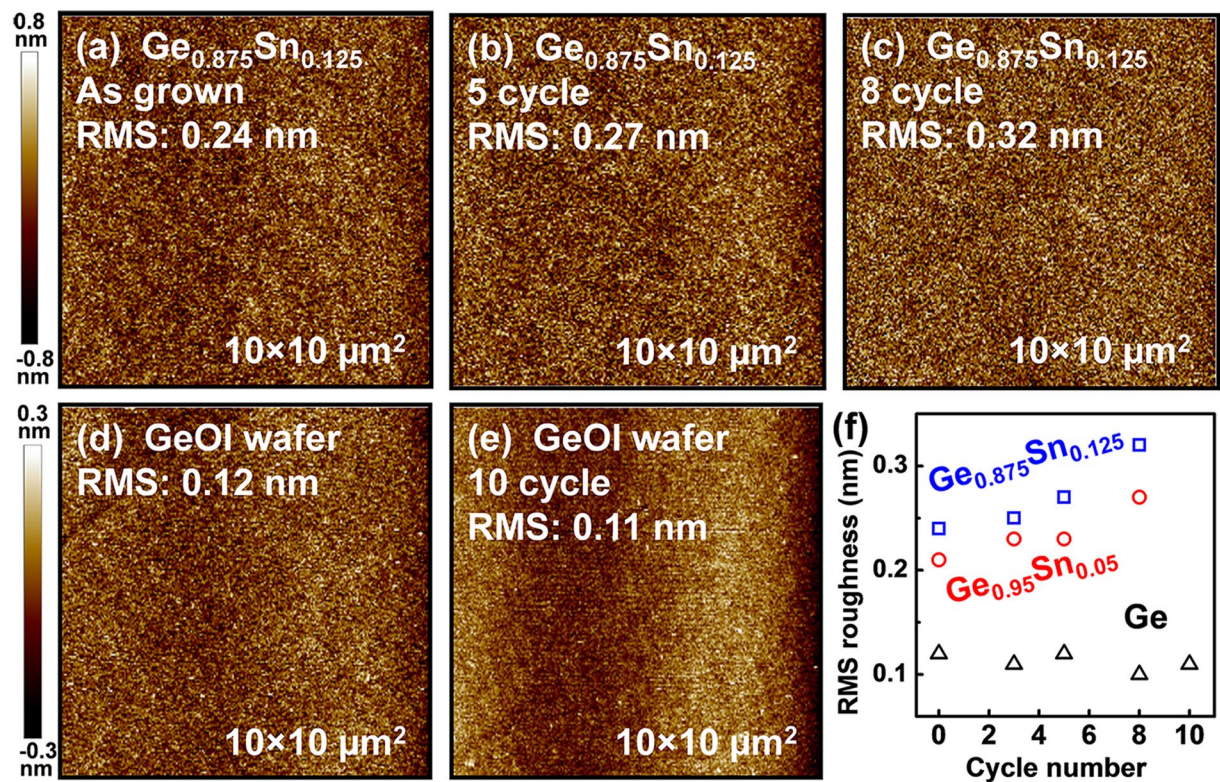 0.8
nm
-0.8
nm
(a) Ge0.875Sn0.125
As grown
RMS: 0.24 nm
10×10 μm²
(b) Ge0.875Sn0.125
5 cycle
RMS: 0.27 nm
10×10 μm²
(c) Ge0.875Sn0.125
8 cycle
RMS: 0.32 nm
10×10 μm²
0.3
nm
-0.3
nm
(d) GeOI wafer
RMS: 0.12 nm
10×10 μm²
(e) GeOI wafer
10 cycle
RMS: 0.11 nm
10×10 μm²
(f)
RMS roughness (nm)
0.3
0.2
0.1
Ge0.875Sn0.125
Ge0.95Sn0.05
Ge
0 2 4 6 8 10
Cycle number